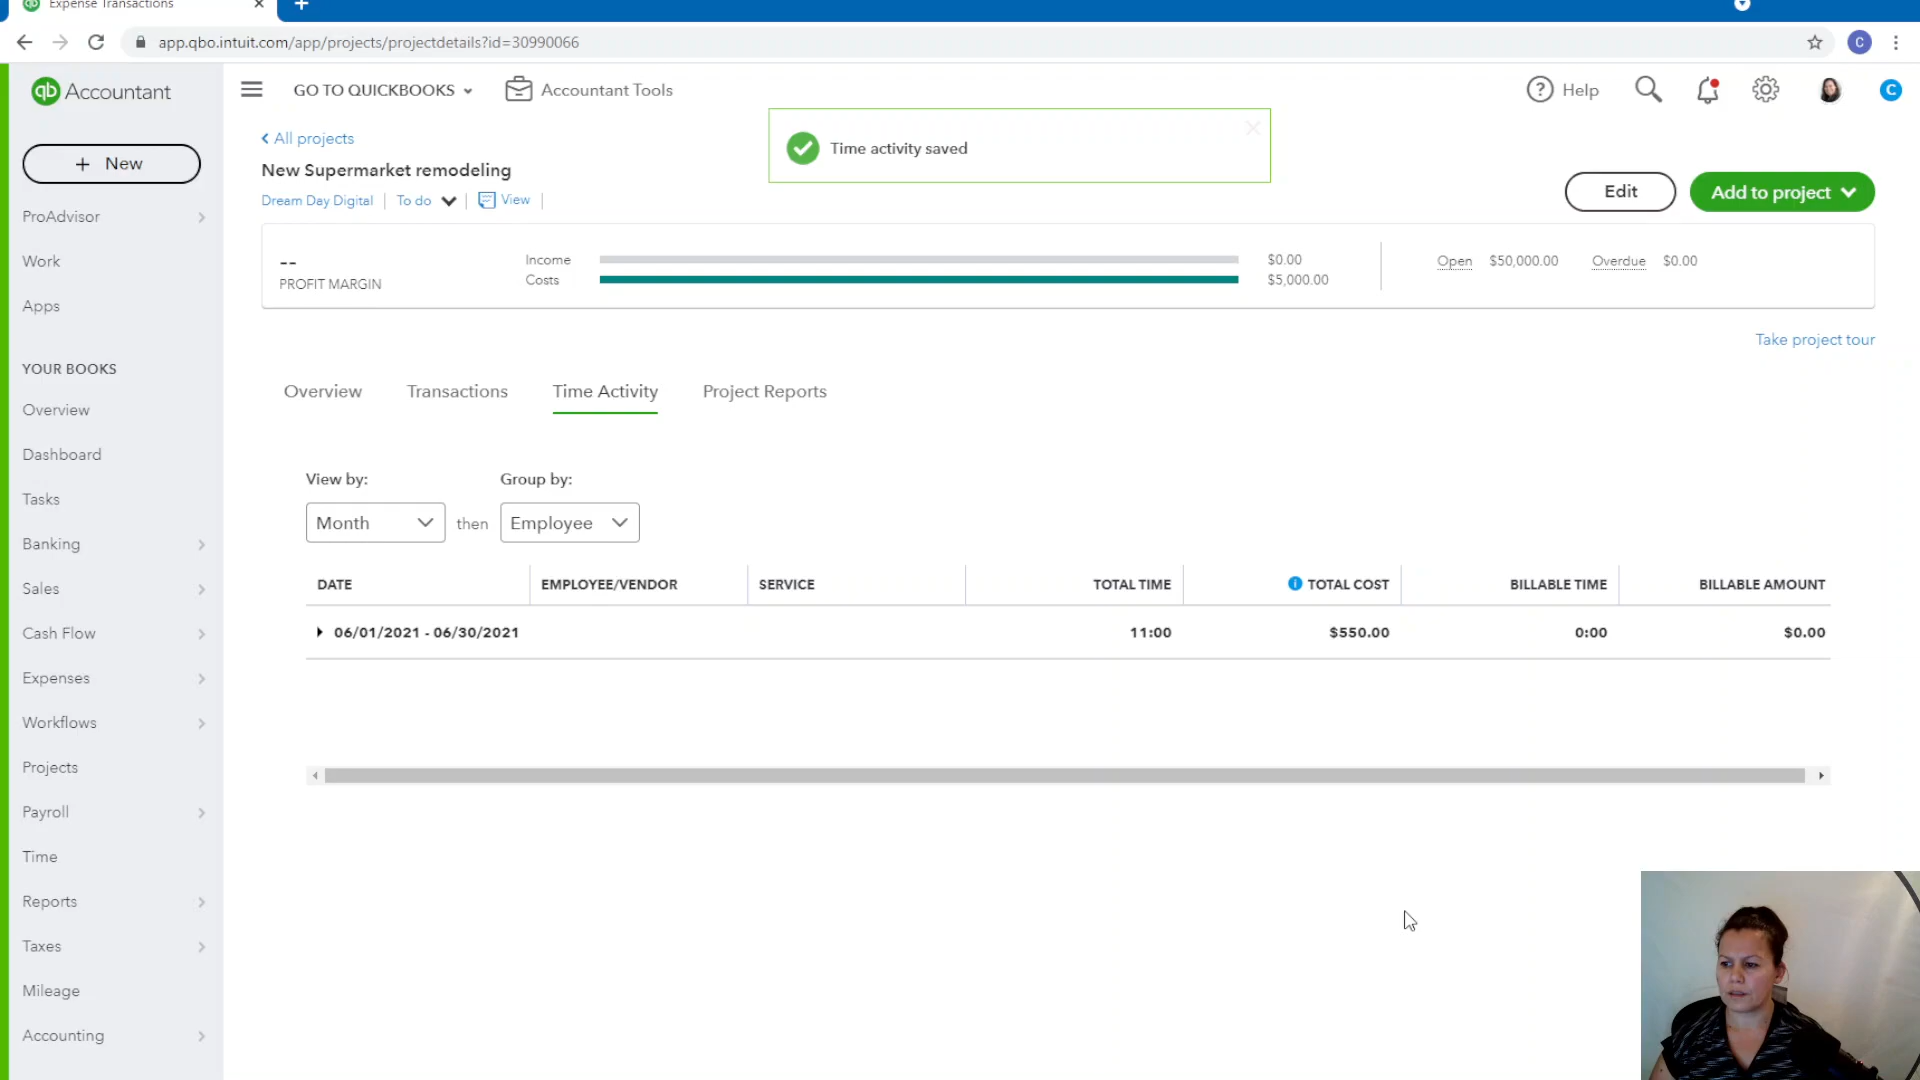 Expense Transactions
app.qbo.intuit.com/app/projects/projectdetails?id=30990066
C
qb Accountant
GO TO QUICKBOOKS
Accountant Tools
Help
C
+ New
ProAdvisor
Work
Apps
YOUR BOOKS
Overview
Dashboard
Tasks
Banking
Sales
Cash Flow
Expenses
Workflows
Projects
Payroll
Time
Reports
Taxes
Mileage
Accounting
All projects
New Supermarket remodeling
Dream Day Digital | To do | View |
Time activity saved
Edit
Add to project
--
PROFIT MARGIN
Income $0.00
Costs $5,000.00
Open $50,000.00 Overdue $0.00
Take project tour
Overview Transactions Time Activity Project Reports
View by: Group by:
Month then Employee
DATE EMPLOYEE/VENDOR SERVICE TOTAL TIME TOTAL COST BILLABLE TIME BILLABLE AMOUNT
06/01/2021 - 06/30/2021 11:00 $550.00 0:00 $0.00